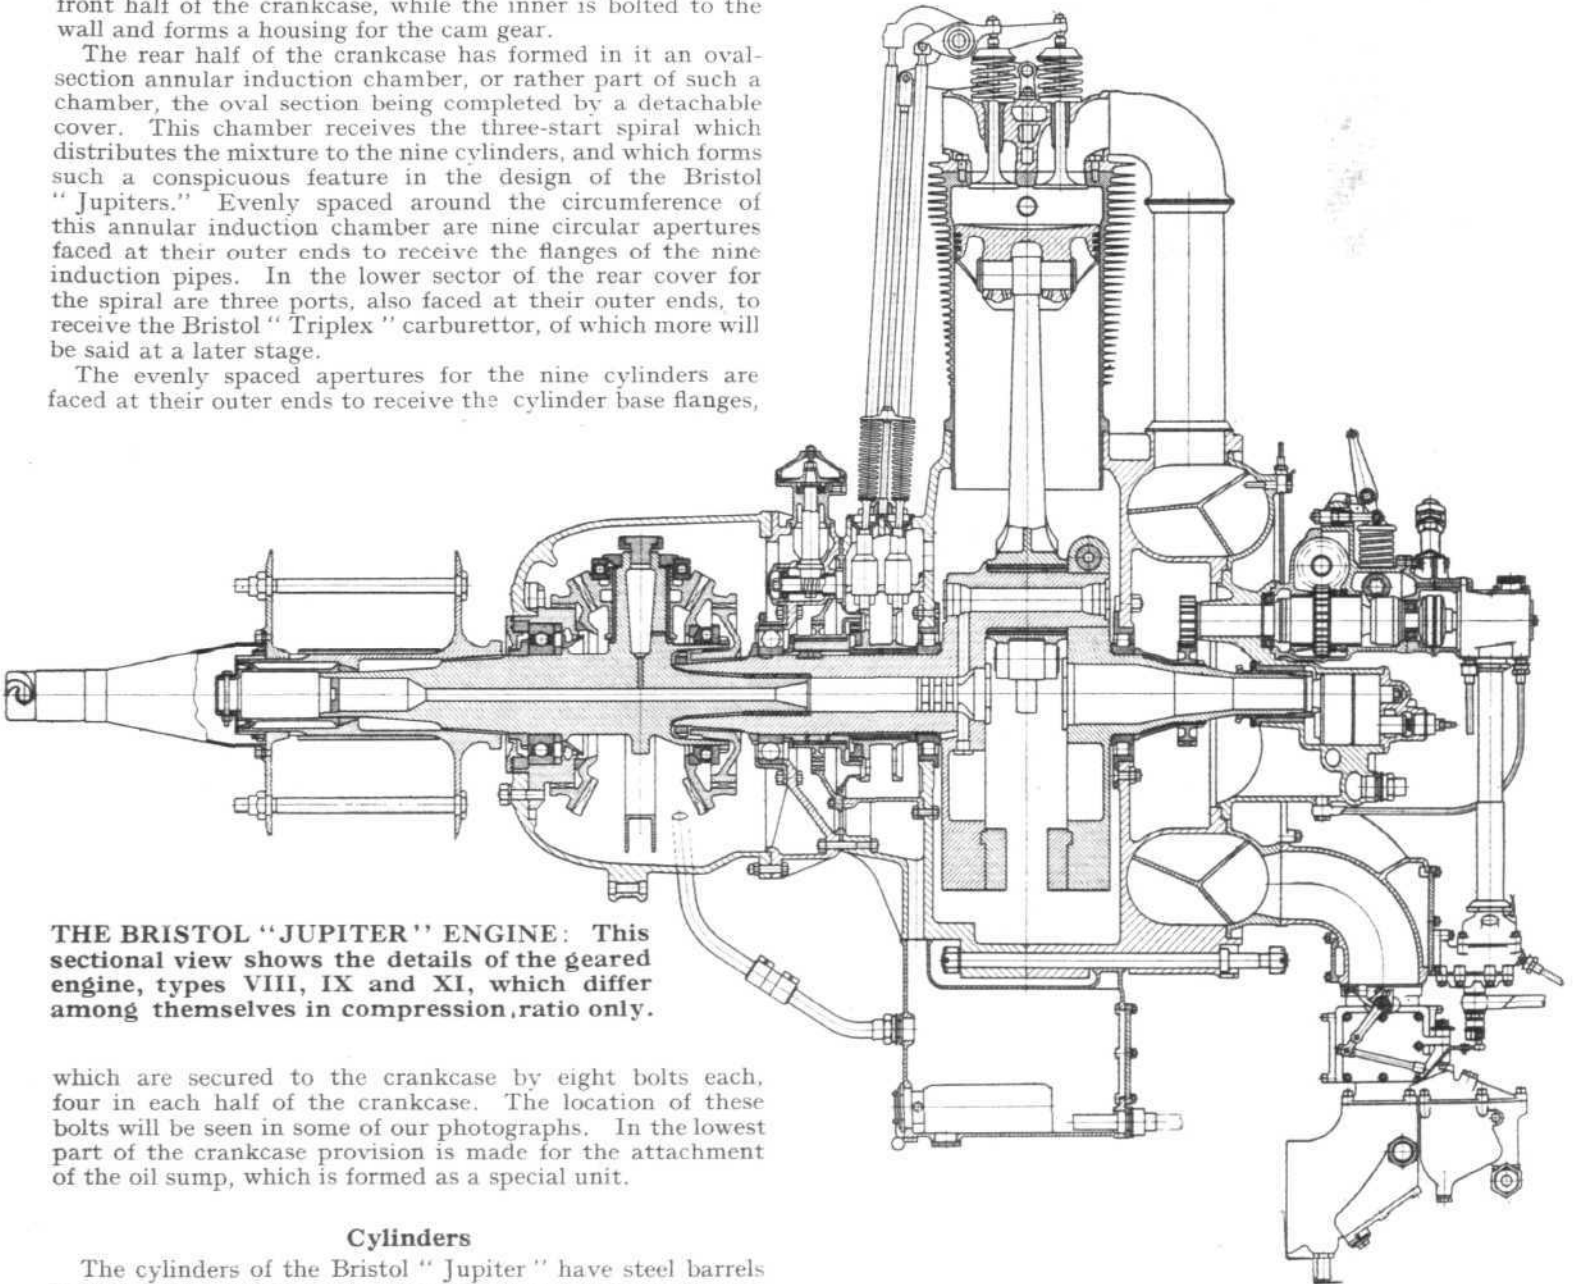 front half of the crankcase, while the inner is bolted to the
wall and forms a housing for the cam gear.
The rear half of the crankcase has formed in it an oval-
section annular induction chamber, or rather part of such a
chamber, the oval section being completed by a detachable
cover. This chamber receives the three-start spiral which
distributes the mixture to the nine cylinders, and which forms
such a conspicuous feature in the design of the Bristol
“ Jupiters.” Evenly spaced around the circumference of
this annular induction chamber are nine circular apertures
faced at their outer ends to receive the flanges of the nine
induction pipes. In the lower sector of the rear cover for
the spiral are three ports, also faced at their outer ends, to
receive the Bristol “ Triplex ” carburettor, of which more will
be said at a later stage.
The evenly spaced apertures for the nine cylinders are
faced at their outer ends to receive the cylinder base flanges,
THE BRISTOL “JUPITER” ENGINE: This
sectional view shows the details of the geared
engine, types VIII, IX and XI, which differ
among themselves in compression ratio only.
which are secured to the crankcase by eight bolts each,
four in each half of the crankcase. The location of these
bolts will be seen in some of our photographs. In the lowest
part of the crankcase provision is made for the attachment
of the oil sump, which is formed as a special unit.
Cylinders
The cylinders of the Bristol “ Jupiter ” have steel barrels